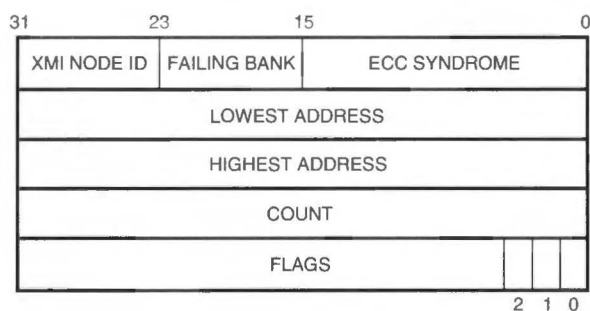 31 23 15 0
XMI NODE ID FAILING BANK ECC SYNDROME
LOWEST ADDRESS
HIGHEST ADDRESS
COUNT
FLAGS
2 1 0